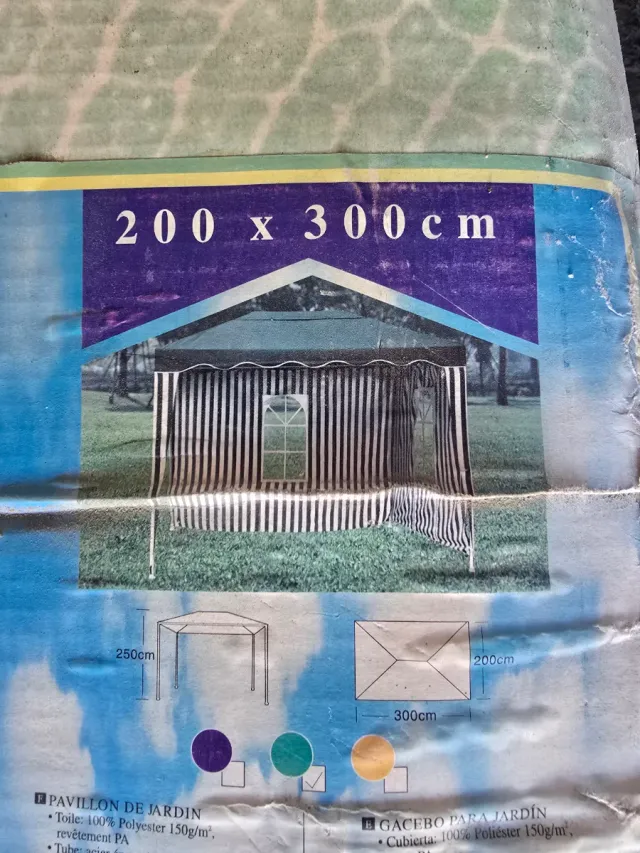 200 x 300cm
250cm
200cm
300cm
F PAVILLON DE JARDIN
• Toile: 100% Polyester 150g/m²,
revêtement PA
• Tube: acier
E GACEBO PARA JARDÍN
• Cubierta: 100% Poliéster 150g/m²,